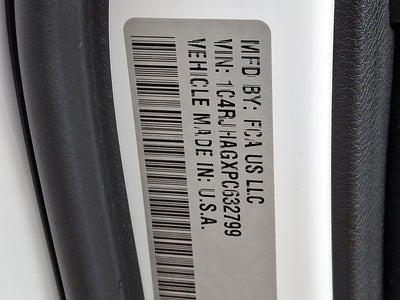 MFD BY: FCA US LLC
VIN: 1C4RJHAGXPC632799
VEHICLE MADE IN: U.S.A.